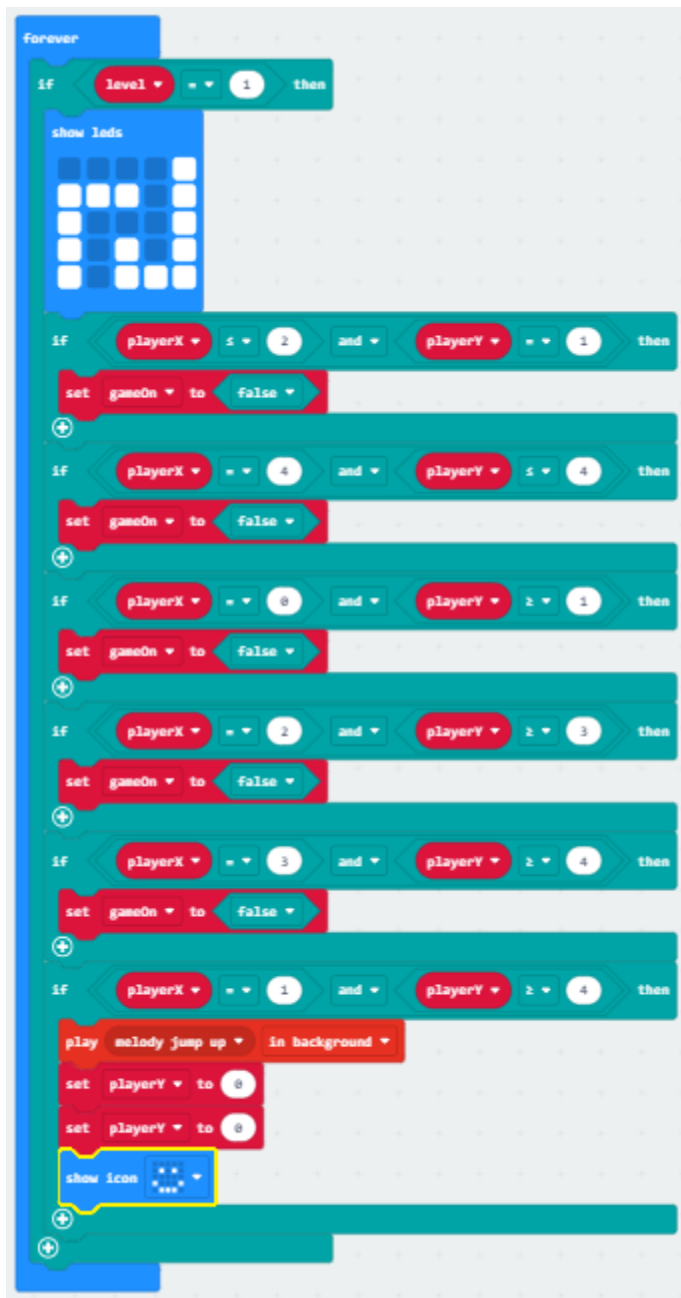 forever
if level = 1 then
show leds
if playerX ≤ 2 and playerY = 1 then
set gameOn to false
if playerX = 4 and playerY ≤ 4 then
set gameOn to false
if playerX = 0 and playerY ≥ 1 then
set gameOn to false
if playerX = 2 and playerY ≥ 3 then
set gameOn to false
if playerX = 3 and playerY ≥ 4 then
set gameOn to false
if playerX = 1 and playerY ≥ 4 then
play melody jump up in background
set playerY to 0
set playerY to 0
show icon